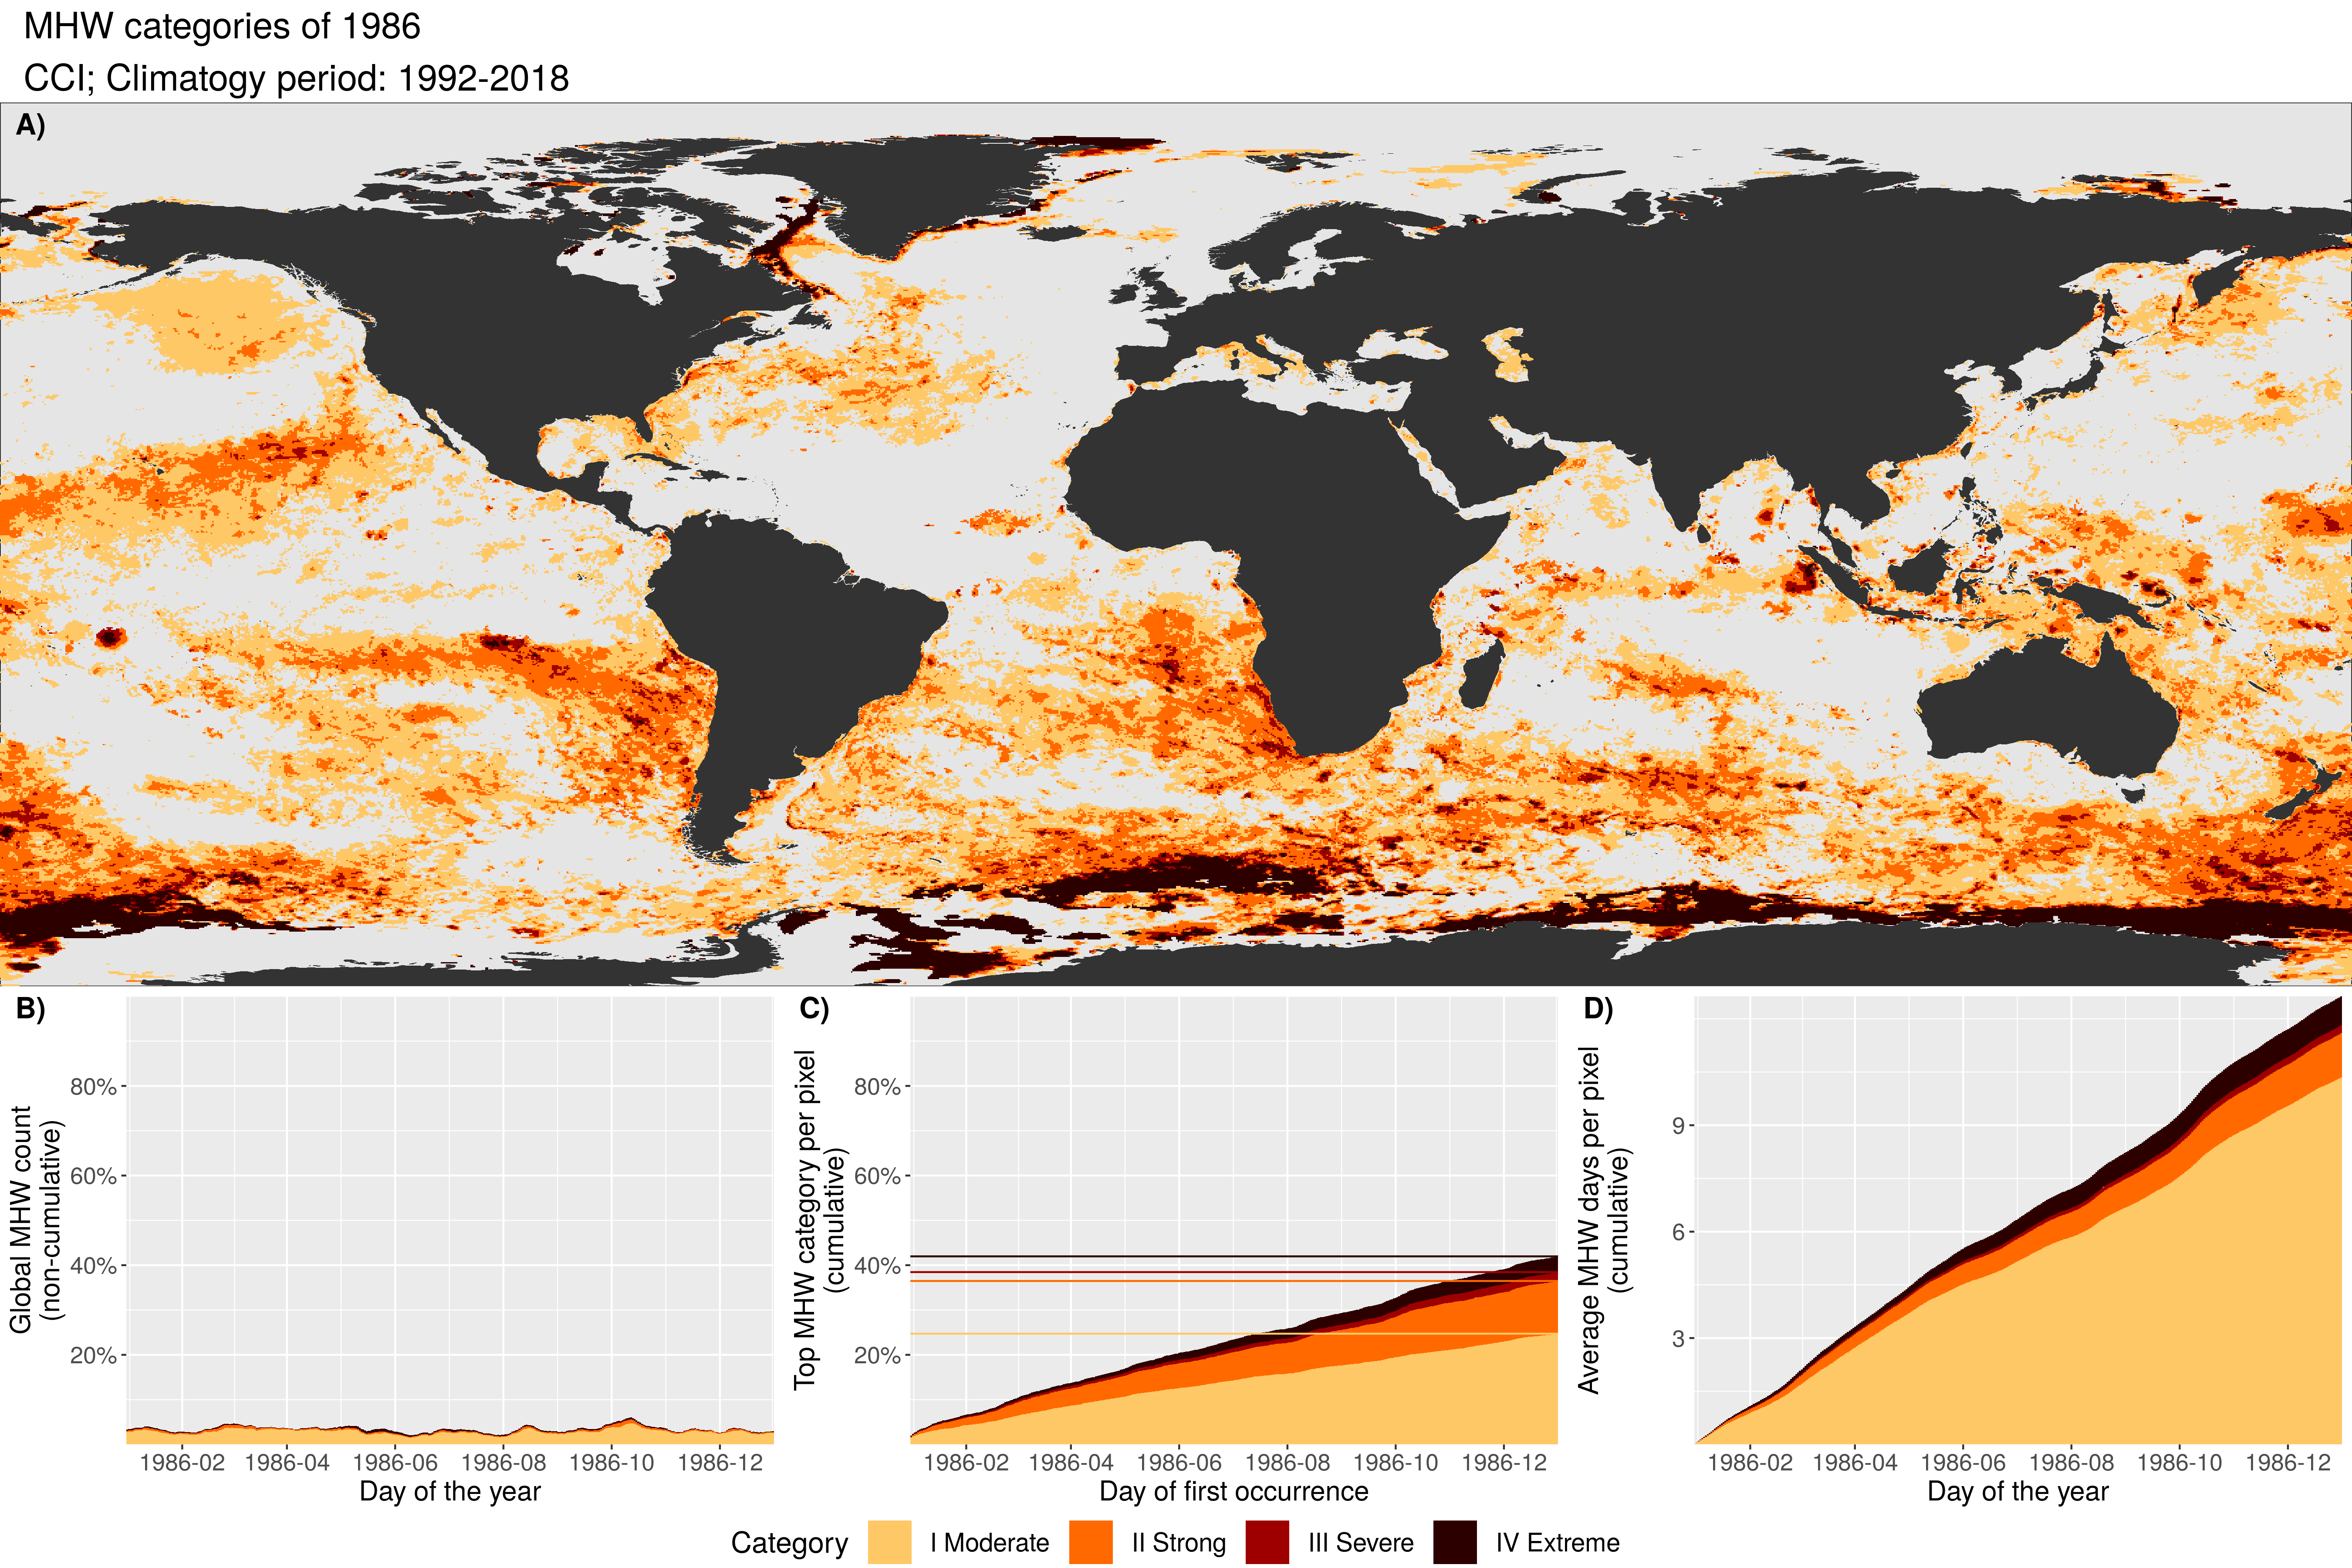 MHW categories of 1986
CCI; Climatogy period: 1992-2018
A)
B)
Global MHW count
(non-cumulative)
80%
60%
40%
20%
1986-02 1986-04 1986-06 1986-08 1986-10 1986-12
Day of the year
C)
Top MHW category per pixel
(cumulative)
80%
60%
40%
20%
1986-02 1986-04 1986-06 1986-08 1986-10 1986-12
Day of first occurrence
D)
Average MHW days per pixel
(cumulative)
9
6
3
1986-02 1986-04 1986-06 1986-08 1986-10 1986-12
Day of the year
Category I Moderate II Strong III Severe IV Extreme